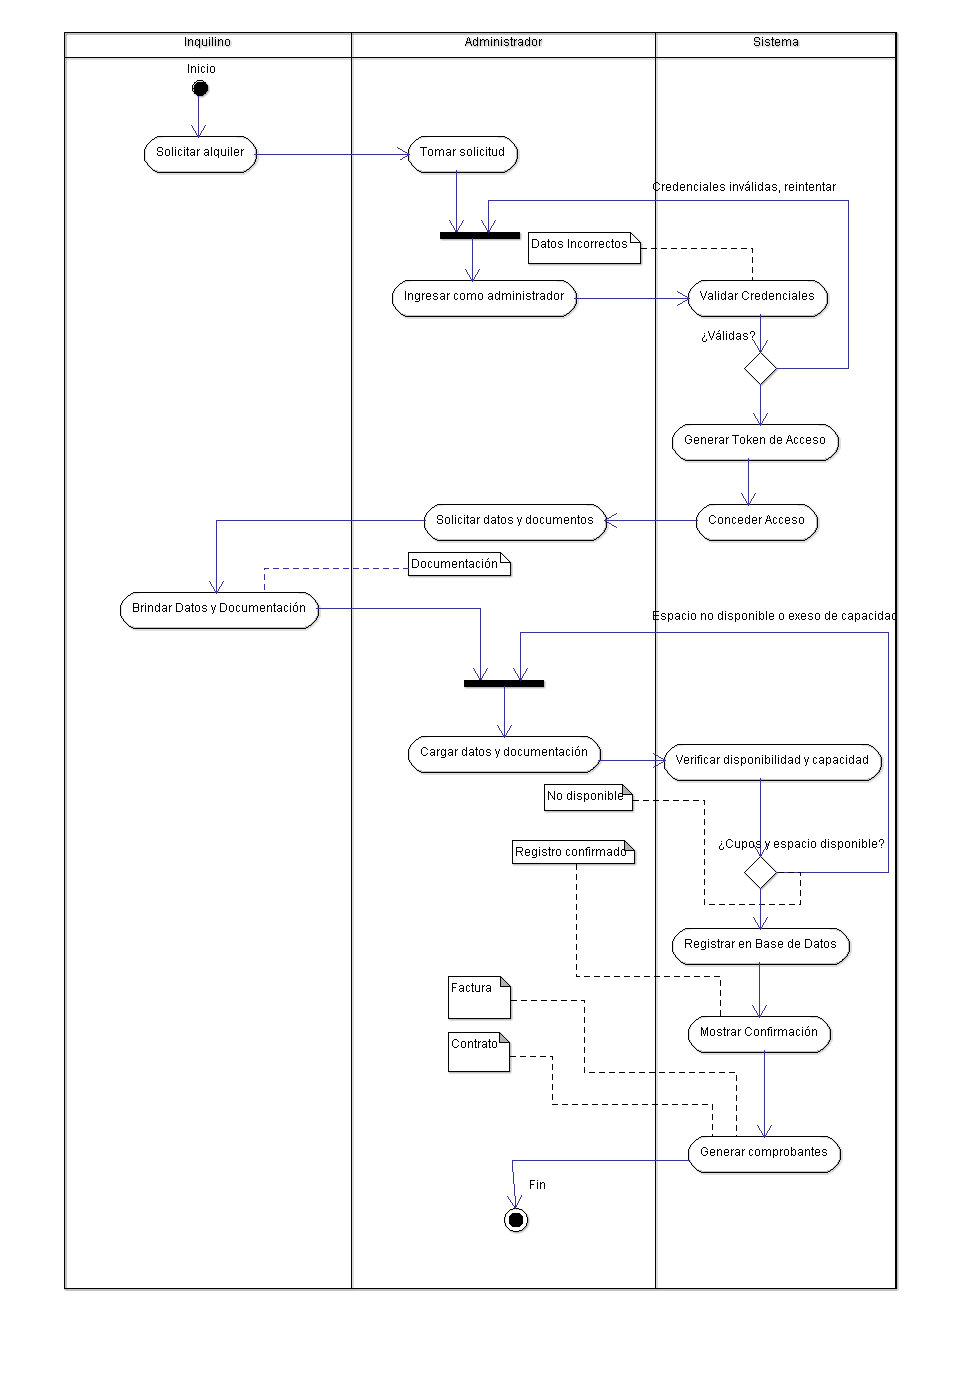 Inquilino
Administrador
Sistema
Inicio
Solicitar alquiler
Tomar solicitud
Credenciales inválidas, reintentar
Datos Incorrectos
Ingresar como administrador
Validar Credenciales
¿Válidas?
Generar Token de Acceso
Solicitar datos y documentos
Conceder Acceso
Documentación
Brindar Datos y Documentación
Espacio no disponible o exeso de capacidad
Cargar datos y documentación
Verificar disponibilidad y capacidad
No disponible
¿Cupos y espacio disponible?
Registro confirmado
Registrar en Base de Datos
Factura
Mostrar Confirmación
Contrato
Generar comprobantes
Fin